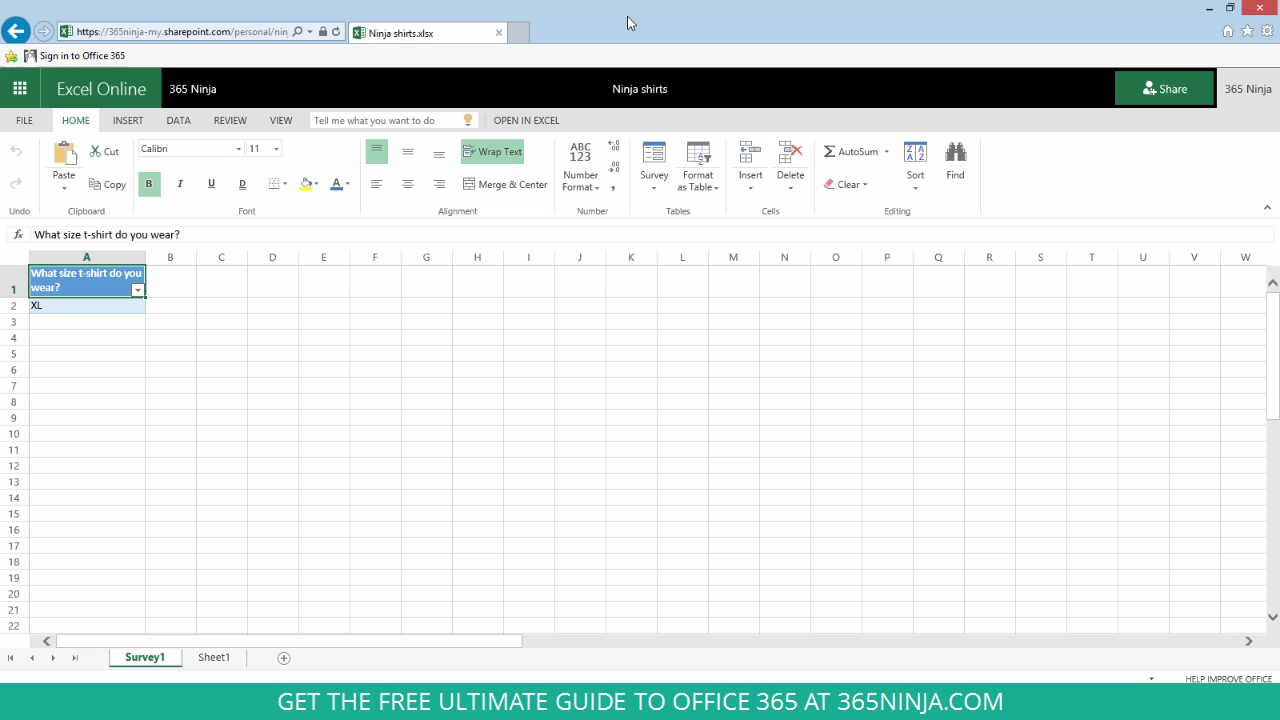 https://365ninja-my.sharepoint.com/personal/nin
Ninja shirts.xlsx
Sign in to Office 365
Excel Online
365 Ninja
Ninja shirts
Share
365 Ninja
FILE
HOME
INSERT
DATA
REVIEW
VIEW
Tell me what you want to do
OPEN IN EXCEL
Paste
Cut
Copy
Calibri
11
B I U D
A
Wrap Text
Merge & Center
ABC
123
Number
Format
.00
.0
Survey
Format
as Table
Insert
Delete
AutoSum
Clear
Sort
Find
Undo
Clipboard
Font
Alignment
Number
Tables
Cells
Editing
fx What size t-shirt do you wear?
A B C D E F G H I J K L M N O P Q R S T U V W
1 What size t-shirt do you
wear?
2 XL
3
4
5
6
7
8
9
10
11
12
13
14
15
16
17
18
19
20
21
22
Survey1
Sheet1
HELP IMPROVE OFFICE
GET THE FREE ULTIMATE GUIDE TO OFFICE 365 AT 365NINJA.COM